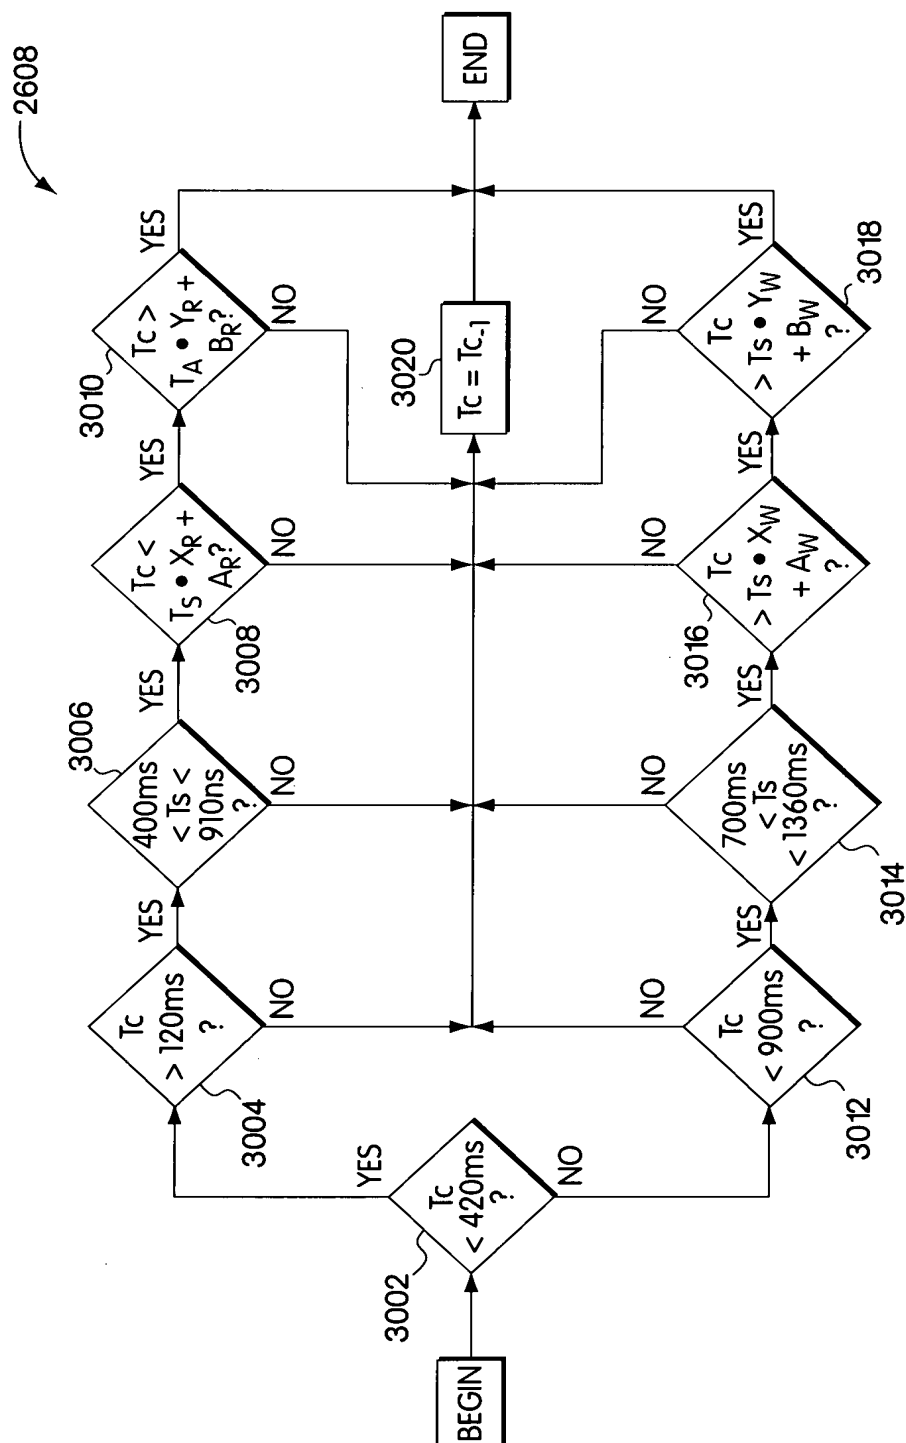 2608
BEGIN
3002
Tc
< 420ms
?
YES
NO
3004
Tc
> 120ms
?
YES
NO
3006
400ms
< Ts <
910ns
?
YES
NO
3008
Tc <
TS • XR +
AR?
YES
NO
3010
Tc >
TA • YR +
BR?
YES
NO
3012
Tc
< 900ms
?
YES
NO
3014
700ms
< Ts
< 1360ms
?
YES
NO
3016
Tc
> Ts • XW
+ AW
?
YES
NO
3018
Tc
> Ts • YW
+ BW
?
YES
NO
3020
Tc = Tc-1
END